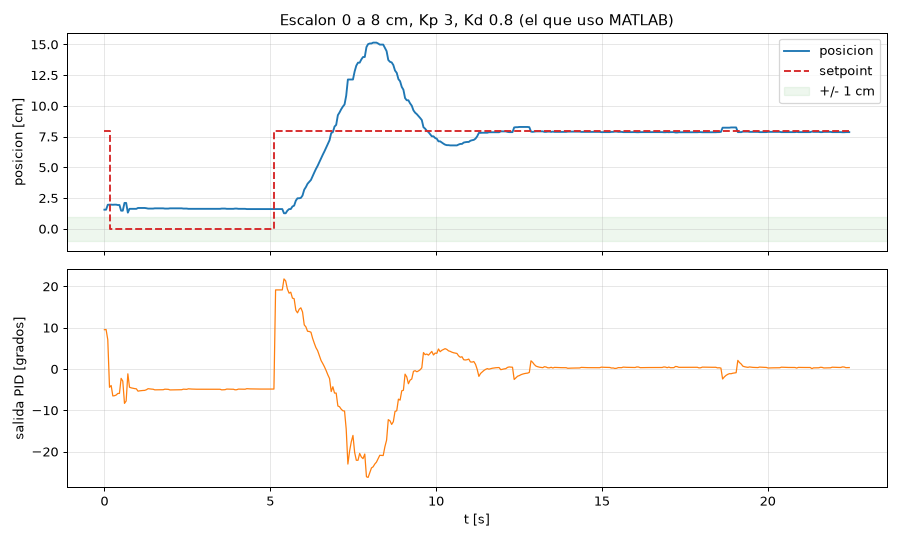 Escalon 0 a 8 cm, Kp 3, Kd 0.8 (el que uso MATLAB)
15.0
12.5
10.0
7.5
5.0
2.5
0.0
posicion [cm]
posicion
setpoint
+/- 1 cm
20
10
0
−10
−20
salida PID [grados]
0
5
10
15
20
t [s]